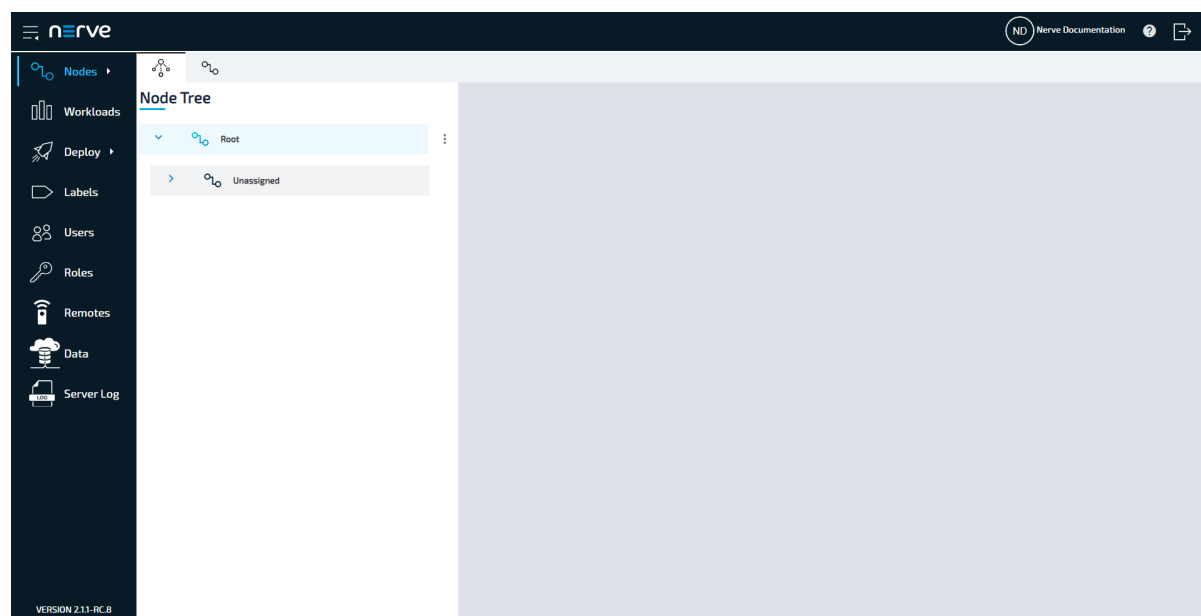 nerve
ND Nerve Documentation ?
Nodes
Workloads
Deploy
Labels
Users
Roles
Remotes
Data
LOG Server Log
VERSION 2.1.1-RC.8
Node Tree
Root
Unassigned